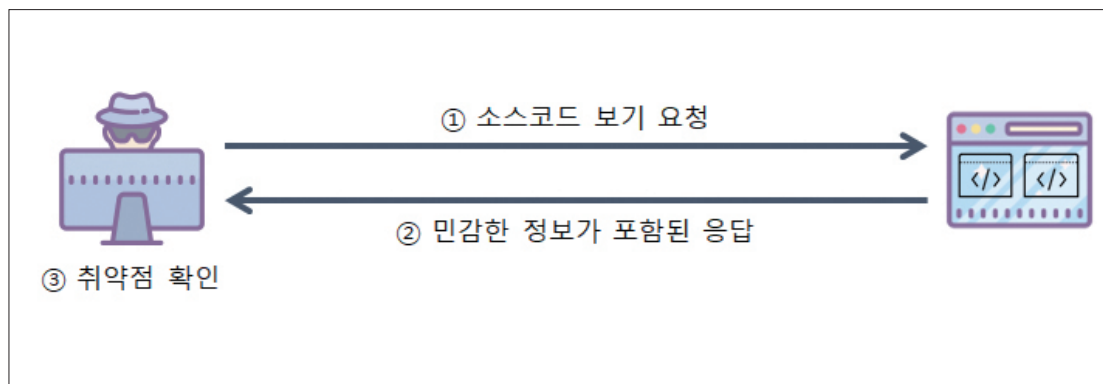 ① 소스코드 보기 요청
② 민감한 정보가 포함된 응답
③ 취약점 확인